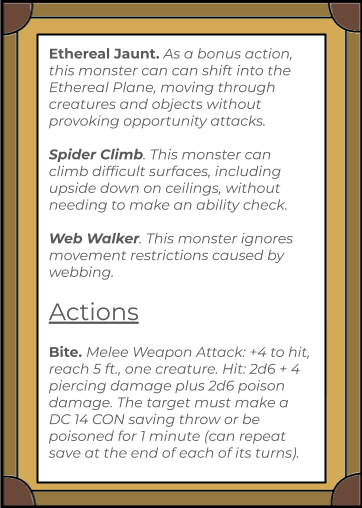 Ethereal Jaunt. As a bonus action,
this monster can can shift into the
Ethereal Plane, moving through
creatures and objects without
provoking opportunity attacks.
Spider Climb. This monster can
climb difficult surfaces, including
upside down on ceilings, without
needing to make an ability check.
Web Walker. This monster ignores
movement restrictions caused by
webbing.
Actions
Bite. Melee Weapon Attack: +4 to hit,
reach 5 ft., one creature. Hit: 2d6 + 4
piercing damage plus 2d6 poison
damage. The target must make a
DC 14 CON saving throw or be
poisoned for 1 minute (can repeat
save at the end of each of its turns).